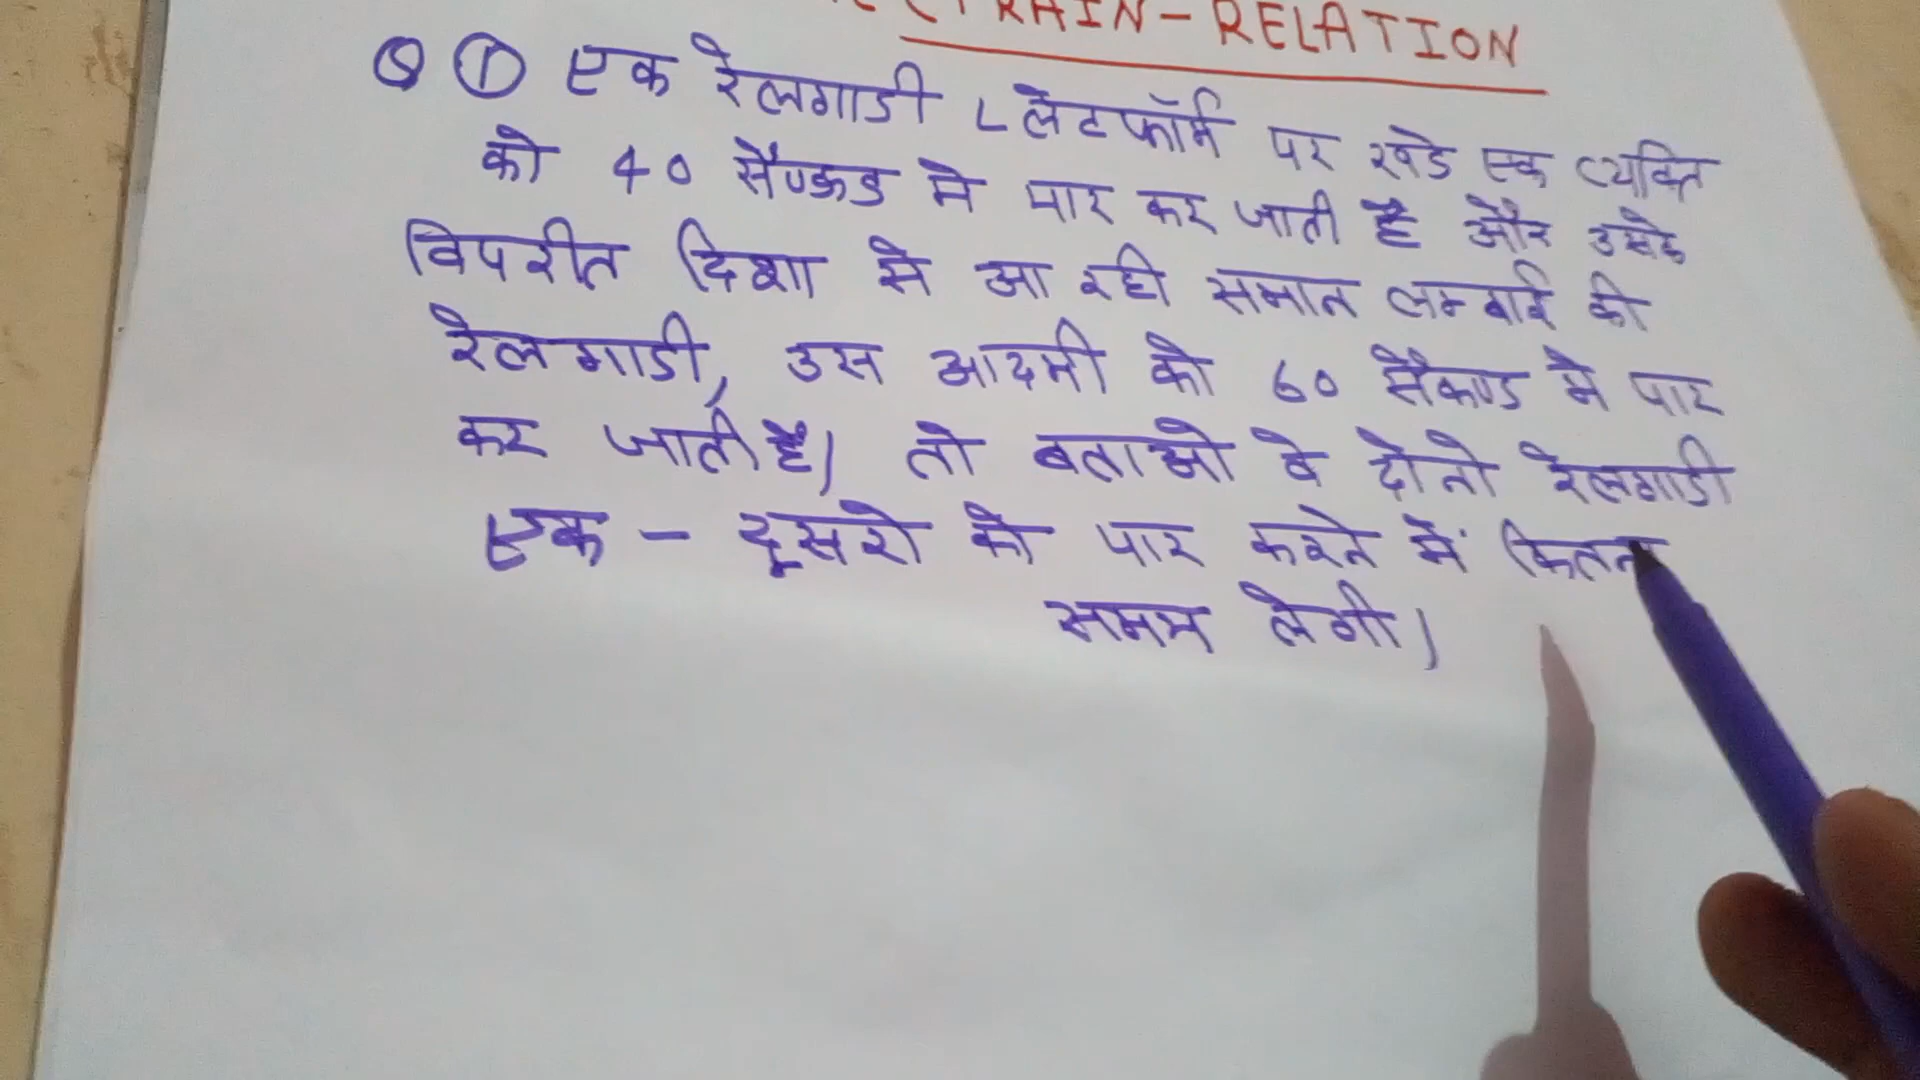 TRAIN - RELATION
Q ① एक रेलगाडी प्लेटफॉर्म पर खडे एक व्यक्ति
को 40 सैण्कड मे पार कर जाती है और उसके
विपरीत दिशा से आ रही समान लम्बाई की
रेलगाडी, उस आदमी को 60 सैकण्ड मे पार
कर जाती है। तो बताओ वे दोनो रेलगाडी
एक - दूसरो को पार करने में कितना
समय लेगी।